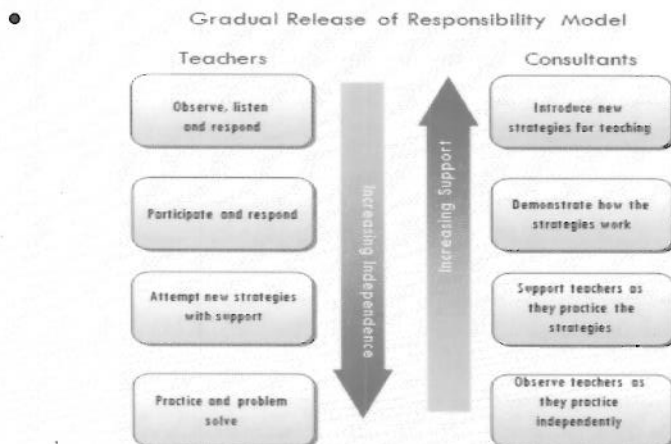 Gradual Release of Responsibility Model
Teachers
Consultants
Observe, listen
and respond
Introduce new
strategies for teaching
Participate and respond
Demonstrate how the
strategies work
Attempt new strategies
with support
Support teachers as
they practice the
strategies
Practice and problem
solve
Observe teachers as
they practice
independently
Increasing Independence
Increasing Support